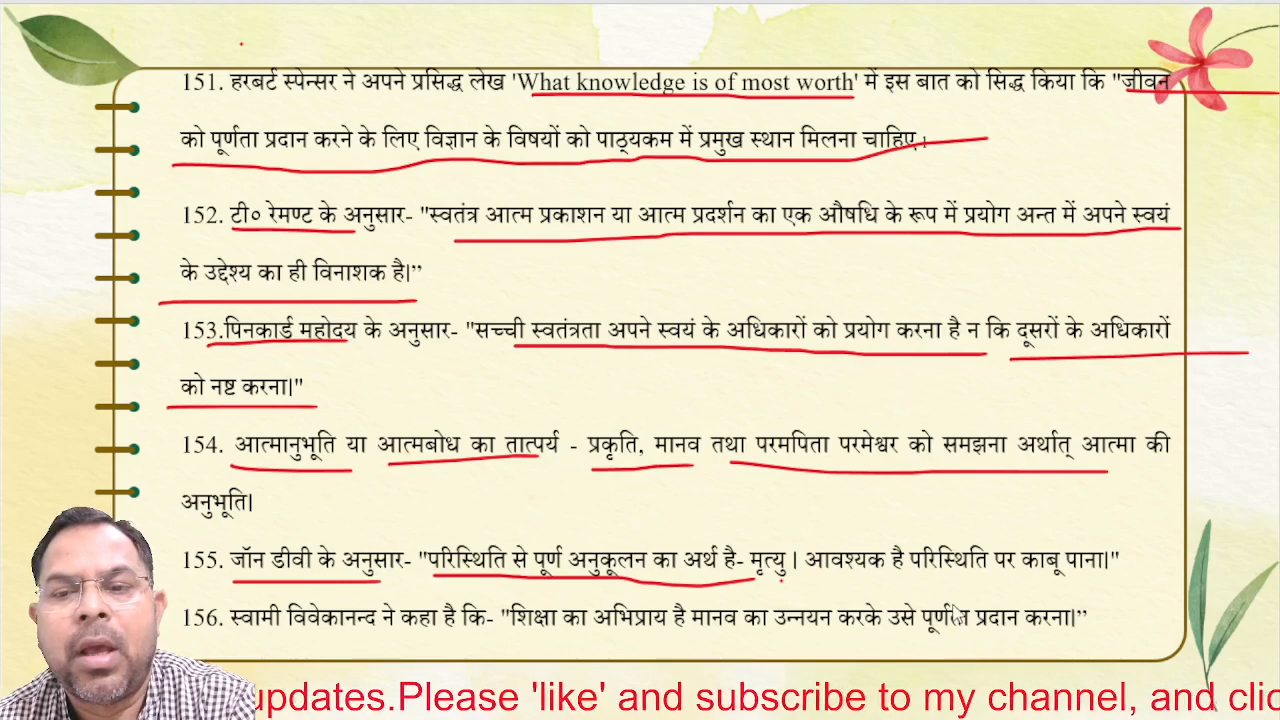 151. हरबर्ट स्पेन्सर ने अपने प्रसिद्ध लेख 'What knowledge is of most worth' में इस बात को सिद्ध किया कि "जीवन
को पूर्णता प्रदान करने के लिए विज्ञान के विषयों को पाठ्यकम में प्रमुख स्थान मिलना चाहिए।
152. टी० रेमण्ट के अनुसार- "स्वतंत्र आत्म प्रकाशन या आत्म प्रदर्शन का एक औषधि के रूप में प्रयोग अन्त में अपने स्वयं
के उद्देश्य का ही विनाशक है।”
153.पिनकार्ड महोदय के अनुसार- "सच्ची स्वतंत्रता अपने स्वयं के अधिकारों को प्रयोग करना है न कि दूसरों के अधिकारों
को नष्ट करना।"
154. आत्मानुभूति या आत्मबोध का तात्पर्य - प्रकृति, मानव तथा परमपिता परमेश्वर को समझना अर्थात् आत्मा की
अनुभूति।
155. जॉन डीवी के अनुसार- "परिस्थिति से पूर्ण अनुकूलन का अर्थ है- मृत्यु । आवश्यक है परिस्थिति पर काबू पाना।"
156. स्वामी विवेकानन्द ने कहा है कि- "शिक्षा का अभिप्राय है मानव का उन्नयन करके उसे पूर्णता प्रदान करना।”
updates.Please 'like' and subscribe to my channel, and clic